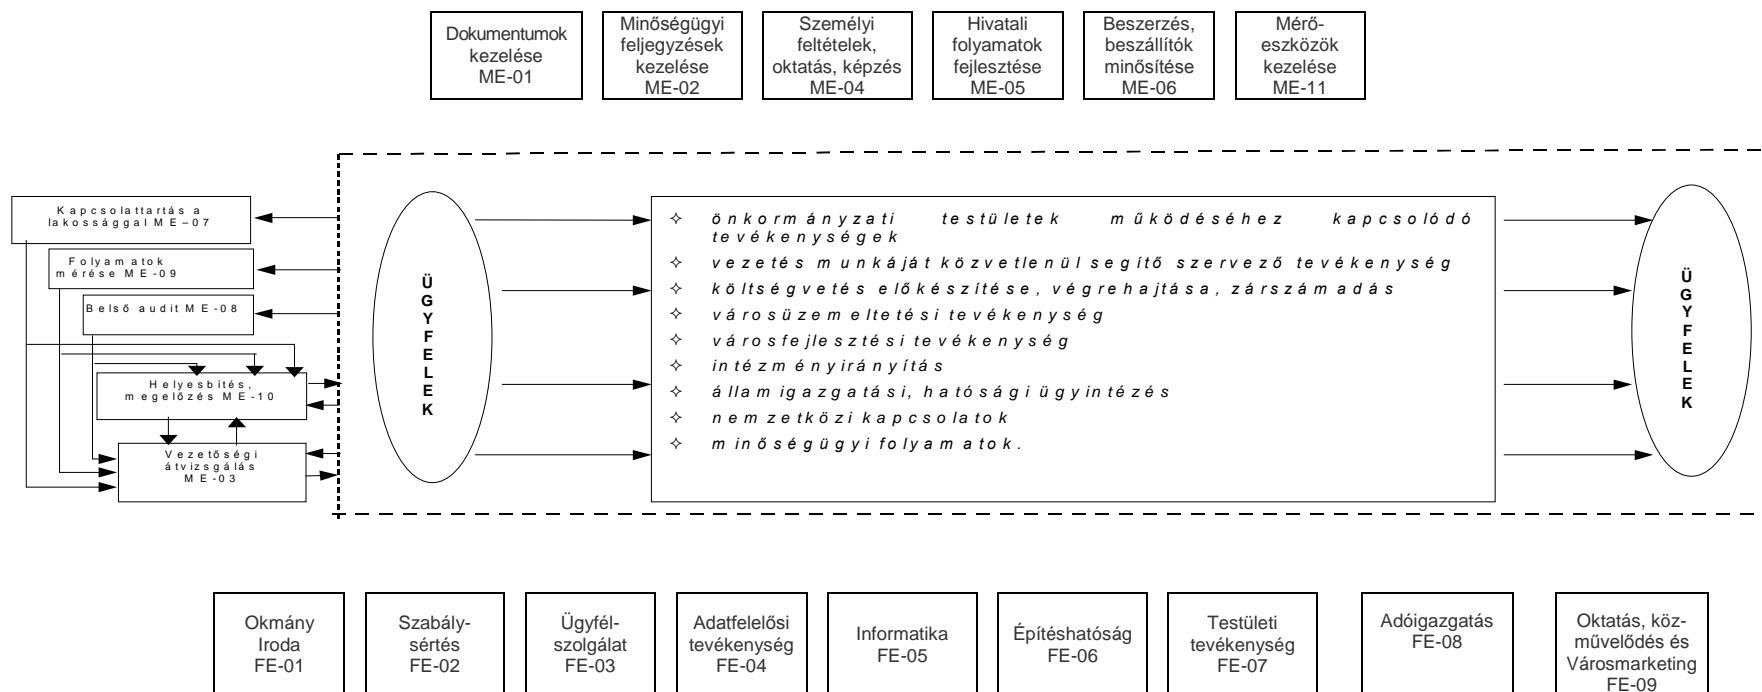 Dokumentumok
kezelése
ME-01
Minőségügyi
feljegyzések
kezelése
ME-02
Személyi
feltételek,
oktatás, képzés
ME-04
Hivatali
folyamatok
fejlesztése
ME-05
Beszerzés,
beszállítók
minősítése
ME-06
Mérő-
eszközök
kezelése
ME-11
Kapcsolattartás a
lakossággal ME–07
Folyamatok
mérése ME-09
Belső audit ME-08
Helyesbítés,
megelőzés ME-10
Vezetőségi
átvizsgálás
ME-03
ÜGYFELEK
✧ önkormányzati testületek működéséhez kapcsolódó
tevékenységek
✧ vezetés munkáját közvetlenül segítő szervező tevékenység
✧ költségvetés előkészítése, végrehajtása, zárszámadás
✧ városüzemeltetési tevékenység
✧ városfejlesztési tevékenység
✧ intézményirányítás
✧ államigazgatási, hatósági ügyintézés
✧ nemzetközi kapcsolatok
✧ minőségügyi folyamatok.
ÜGYFELEK
Okmány
Iroda
FE-01
Szabály-
sértés
FE-02
Ügyfél-
szolgálat
FE-03
Adatfelelősi
tevékenység
FE-04
Informatika
FE-05
Építéshatóság
FE-06
Testületi
tevékenység
FE-07
Adóigazgatás
FE-08
Oktatás, köz-
művelődés és
Városmarketing
FE-09